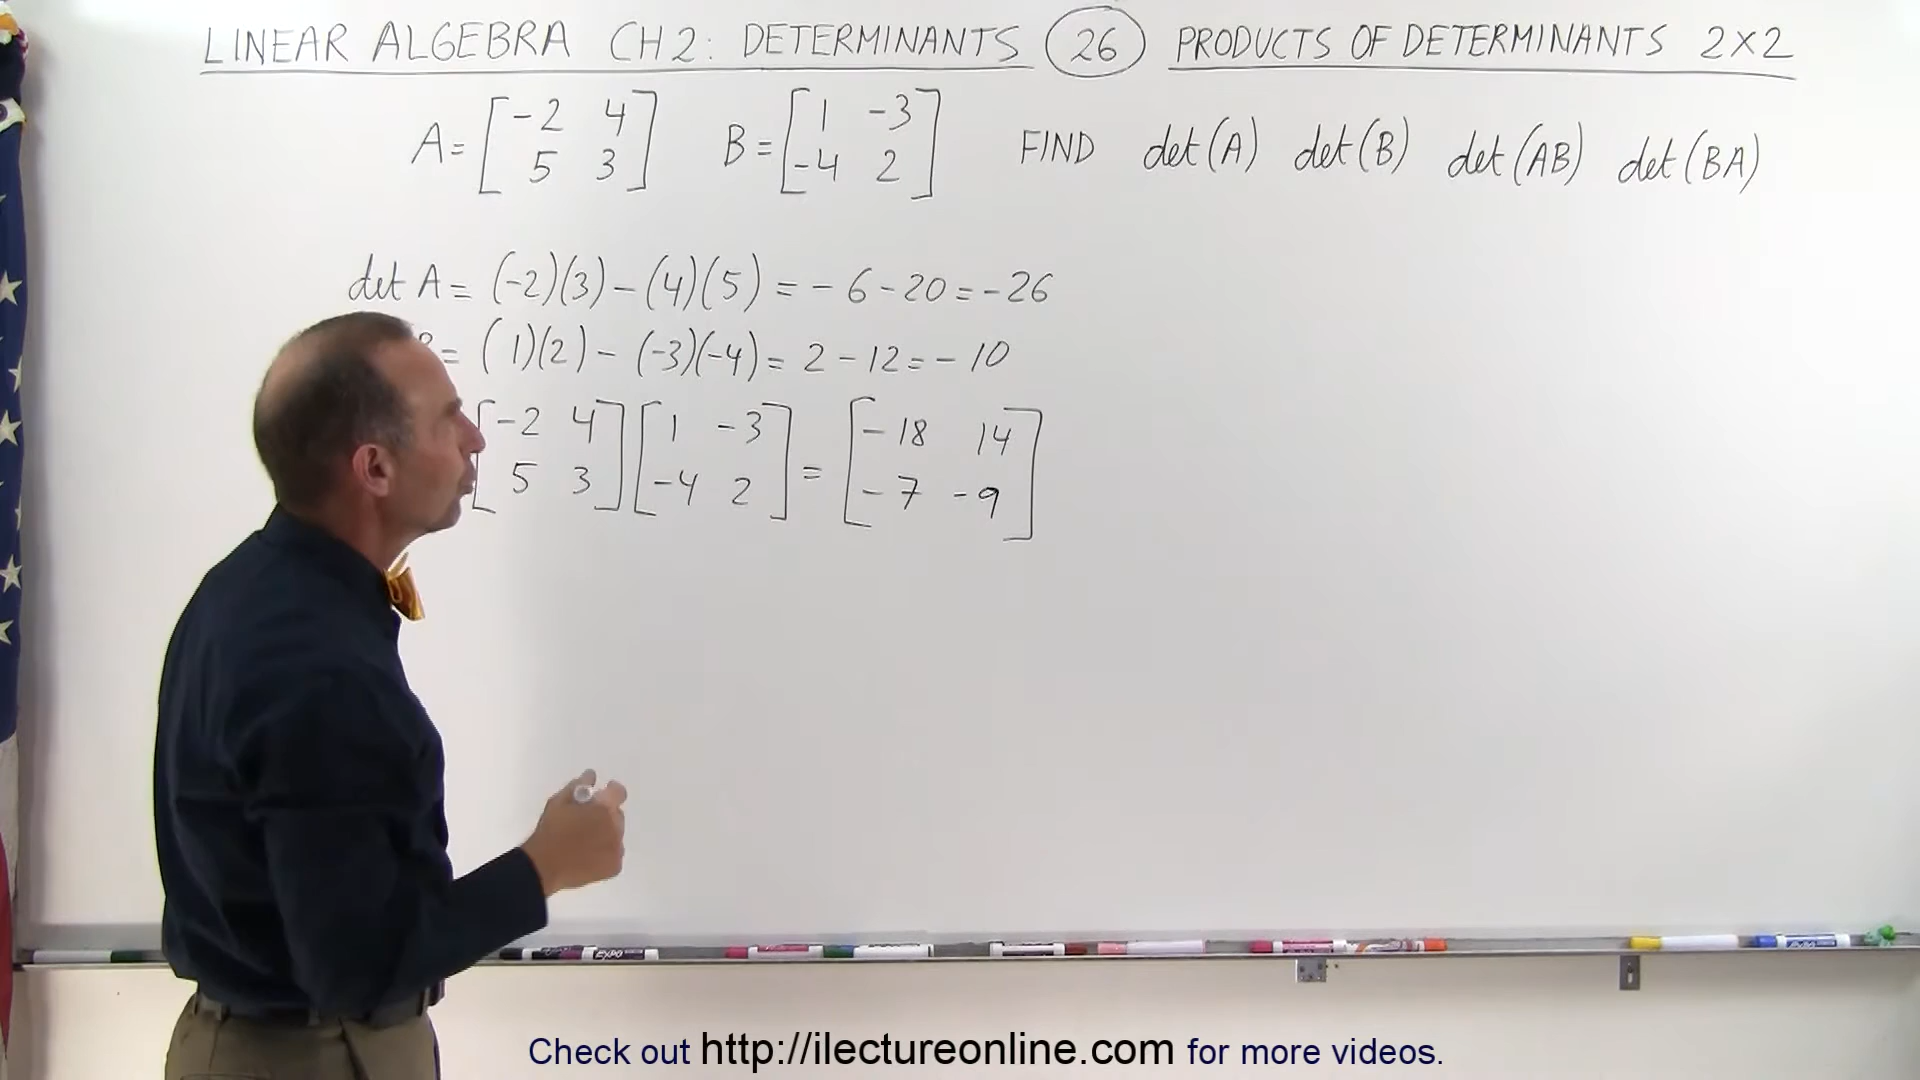 LINEAR ALGEBRA CH2: DETERMINANTS 26 PRODUCTS OF DETERMINANTS 2×2
A = [-2 4; 5 3] B = [1 -3; -4 2] FIND det(A) det(B) det(AB) det(BA)
det A = (-2)(3) - (4)(5) = -6 - 20 = -26
= (1)(2) - (-3)(-4) = 2 - 12 = -10
[-2 4; 5 3] [1 -3; -4 2] = [-18 14; -7 -9]
EXPO
Check out http://ilectureonline.com for more videos.